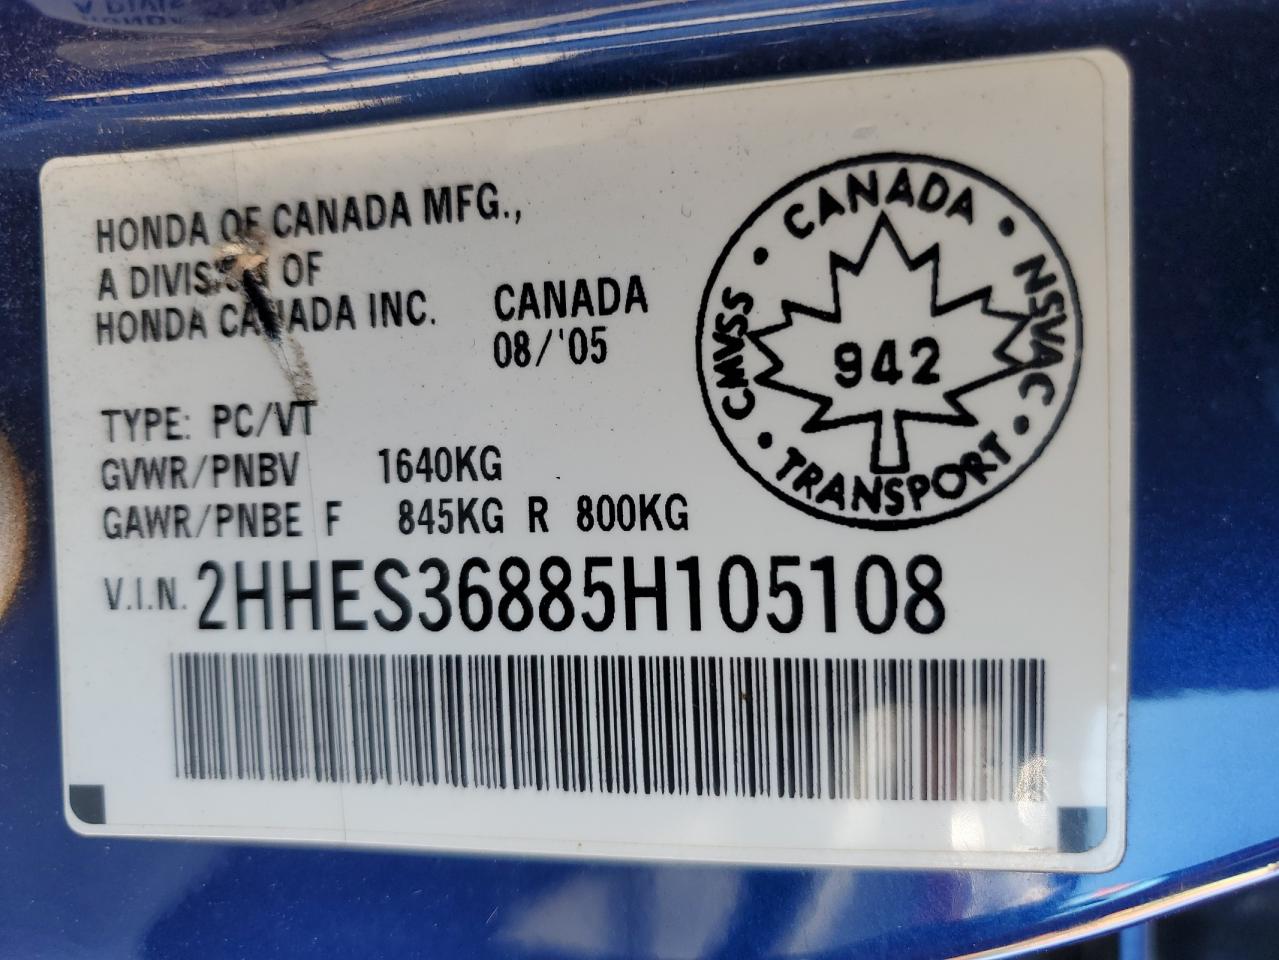 HONDA OF CANADA MFG.,
A DIVISION OF
HONDA CANADA INC.
CANADA
08/'05
TYPE: PC/VT
GVWR/PNBV 1640KG
GAWR/PNBE F 845KG R 800KG
V.I.N. 2HHES36885H105108
CANADA • NSVAC • TRANSPORT • CMVSS •
942